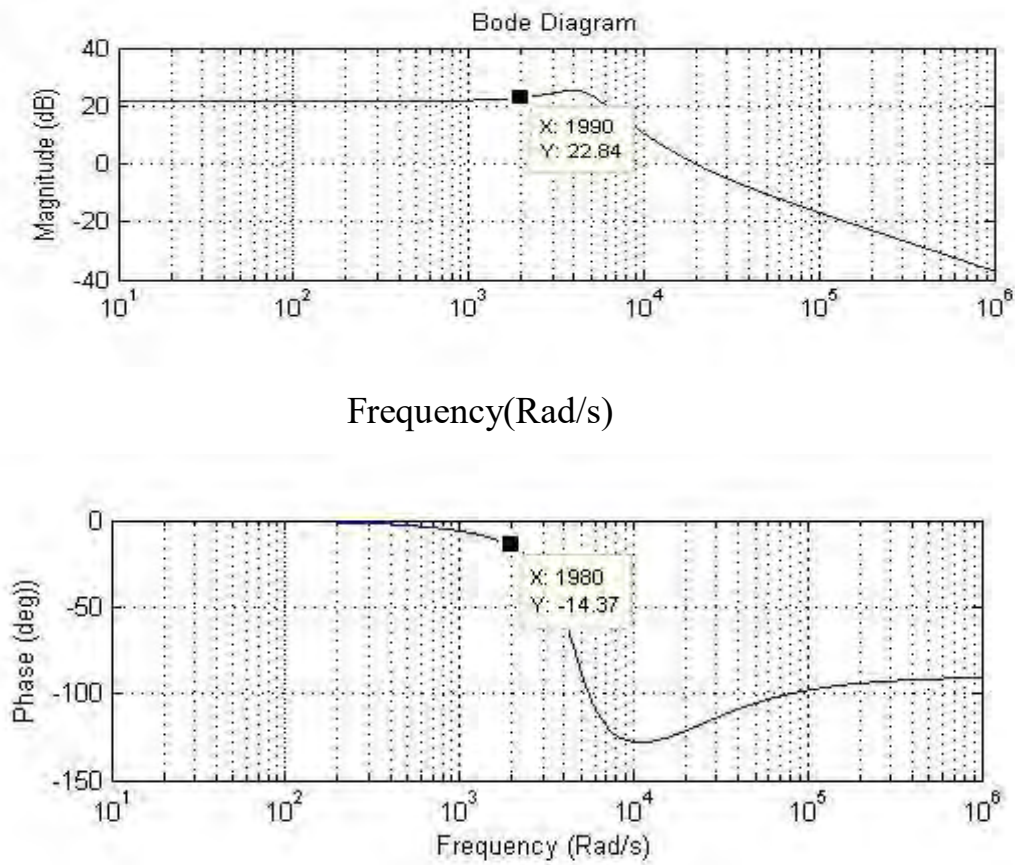 Bode Diagram
Magnitude (dB)
40
20
0
-20
-40
X: 1990
Y: 22.84
10^1 10^2 10^3 10^4 10^5 10^6
Frequency(Rad/s)
Phase (deg))
0
-50
-100
-150
X: 1980
Y: -14.37
10^1 10^2 10^3 10^4 10^5 10^6
Frequency (Rad/s)